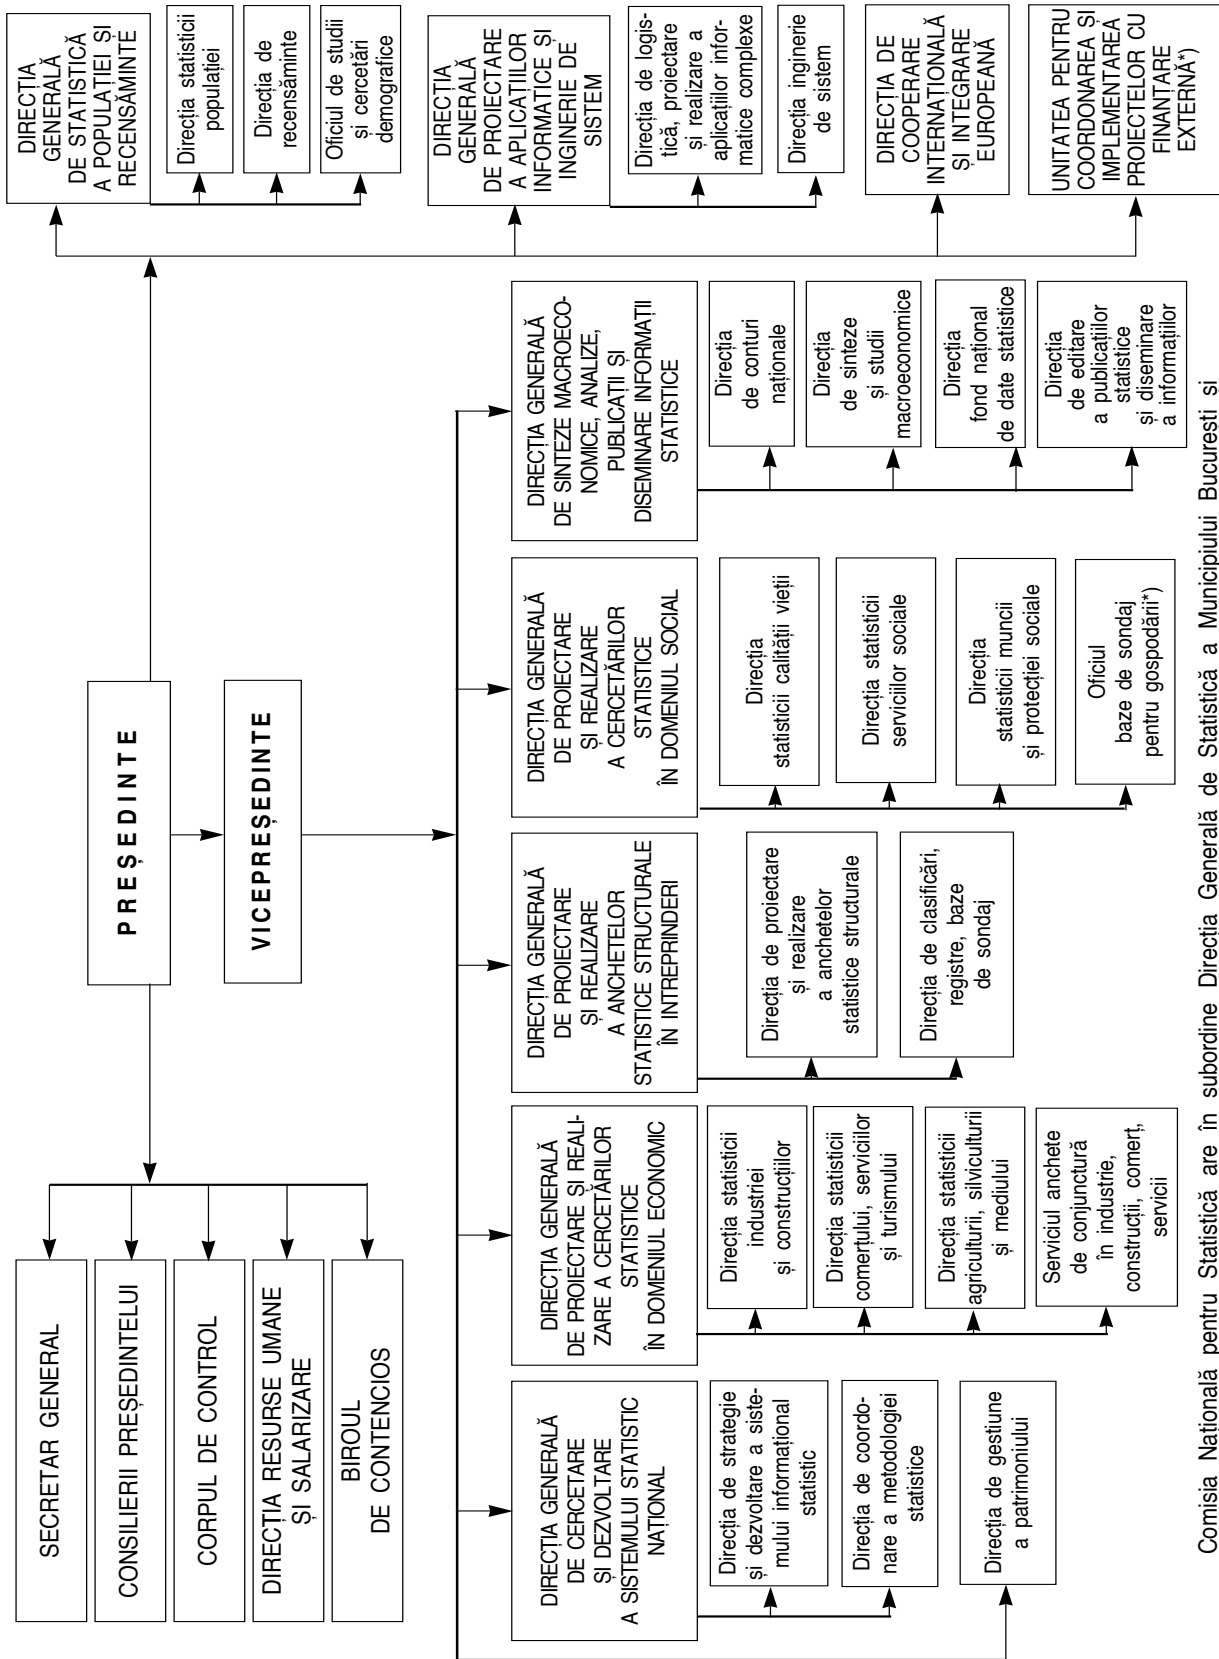 PREȘEDINTE
VICEPREȘEDINTE
SECRETAR GENERAL
CONSILIERII PREȘEDINTELUI
CORPUL DE CONTROL
DIRECȚIA RESURSE UMANE
ȘI SALARIZARE
BIROUL
DE CONTENCIOS
DIRECȚIA
GENERALĂ
DE STATISTICĂ
A POPULAȚIEI ȘI
RECENSĂMINTE
Direcția statisticii
populației
Direcția de
recensăminte
Oficiul de studii
și cercetări
demografice
DIRECȚIA
GENERALĂ
DE PROIECTARE
A APLICAȚIILOR
INFORMATICE ȘI
INGINERIE DE
SISTEM
Direcția de logis-
tică, proiectare
și realizare a
aplicațiilor infor-
matice complexe
Direcția inginerie
de sistem
DIRECȚIA DE
COOPERARE
INTERNAȚIONALĂ
ȘI INTEGRARE
EUROPEANĂ
UNITATEA PENTRU
COORDONAREA ȘI
IMPLEMENTAREA
PROIECTELOR CU
FINANȚARE
EXTERNĂ*)
DIRECȚIA GENERALĂ
DE CERCETARE
ȘI DEZVOLTARE
A SISTEMULUI STATISTIC
NAȚIONAL
Direcția de strategie
și dezvoltare a siste-
mului informațional
statistic
Direcția de coordo-
nare a metodologiei
statistice
Direcția de gestiune
a patrimoniului
DIRECȚIA GENERALĂ
DE PROIECTARE ȘI REALI-
ZARE A CERCETĂRILOR
STATISTICE
ÎN DOMENIUL ECONOMIC
Direcția statisticii
industriei
și construcțiilor
Direcția statisticii
comerțului, serviciilor
și turismului
Direcția statisticii
agriculturii, silviculturii
și mediului
Serviciul anchete
de conjunctură
în industrie,
construcții, comerț,
servicii
DIRECȚIA GENERALĂ
DE PROIECTARE
ȘI REALIZARE
A ANCHETELOR
STATISTICE STRUCTURALE
ÎN INTREPRINDERI
Direcția de proiectare
și realizare
a anchetelor
statistice structurale
Direcția de clasificări,
registre, baze
de sondaj
DIRECȚIA GENERALĂ
DE PROIECTARE
ȘI REALIZARE
A CERCETĂRILOR
STATISTICE
ÎN DOMENIUL SOCIAL
Direcția
statisticii calității vieții
Direcția statisticii
serviciilor sociale
Direcția
statisticii muncii
și protecției sociale
Oficiul
baze de sondaj
pentru gospodării*)
DIRECȚIA GENERALĂ
DE SINTEZE MACROECO-
NOMICE, ANALIZE,
PUBLICAȚII ȘI
DISEMINARE INFORMAȚII
STATISTICE
Direcția
de conturi
naționale
Direcția
de sinteze
și studii
macroeconomice
Direcția
fond național
de date statistice
Direcția
de editare
a publicațiilor
statistice
și diseminare
a informațiilor
Comisia Națională pentru Statistică are în subordine Direcția Generală de Statistică a Municipiului București și